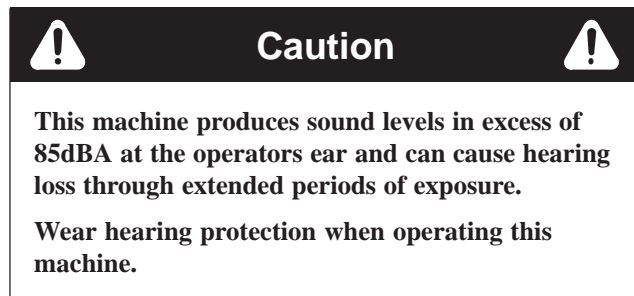 Caution
This machine produces sound levels in excess of
85dBA at the operators ear and can cause hearing
loss through extended periods of exposure.
Wear hearing protection when operating this
machine.